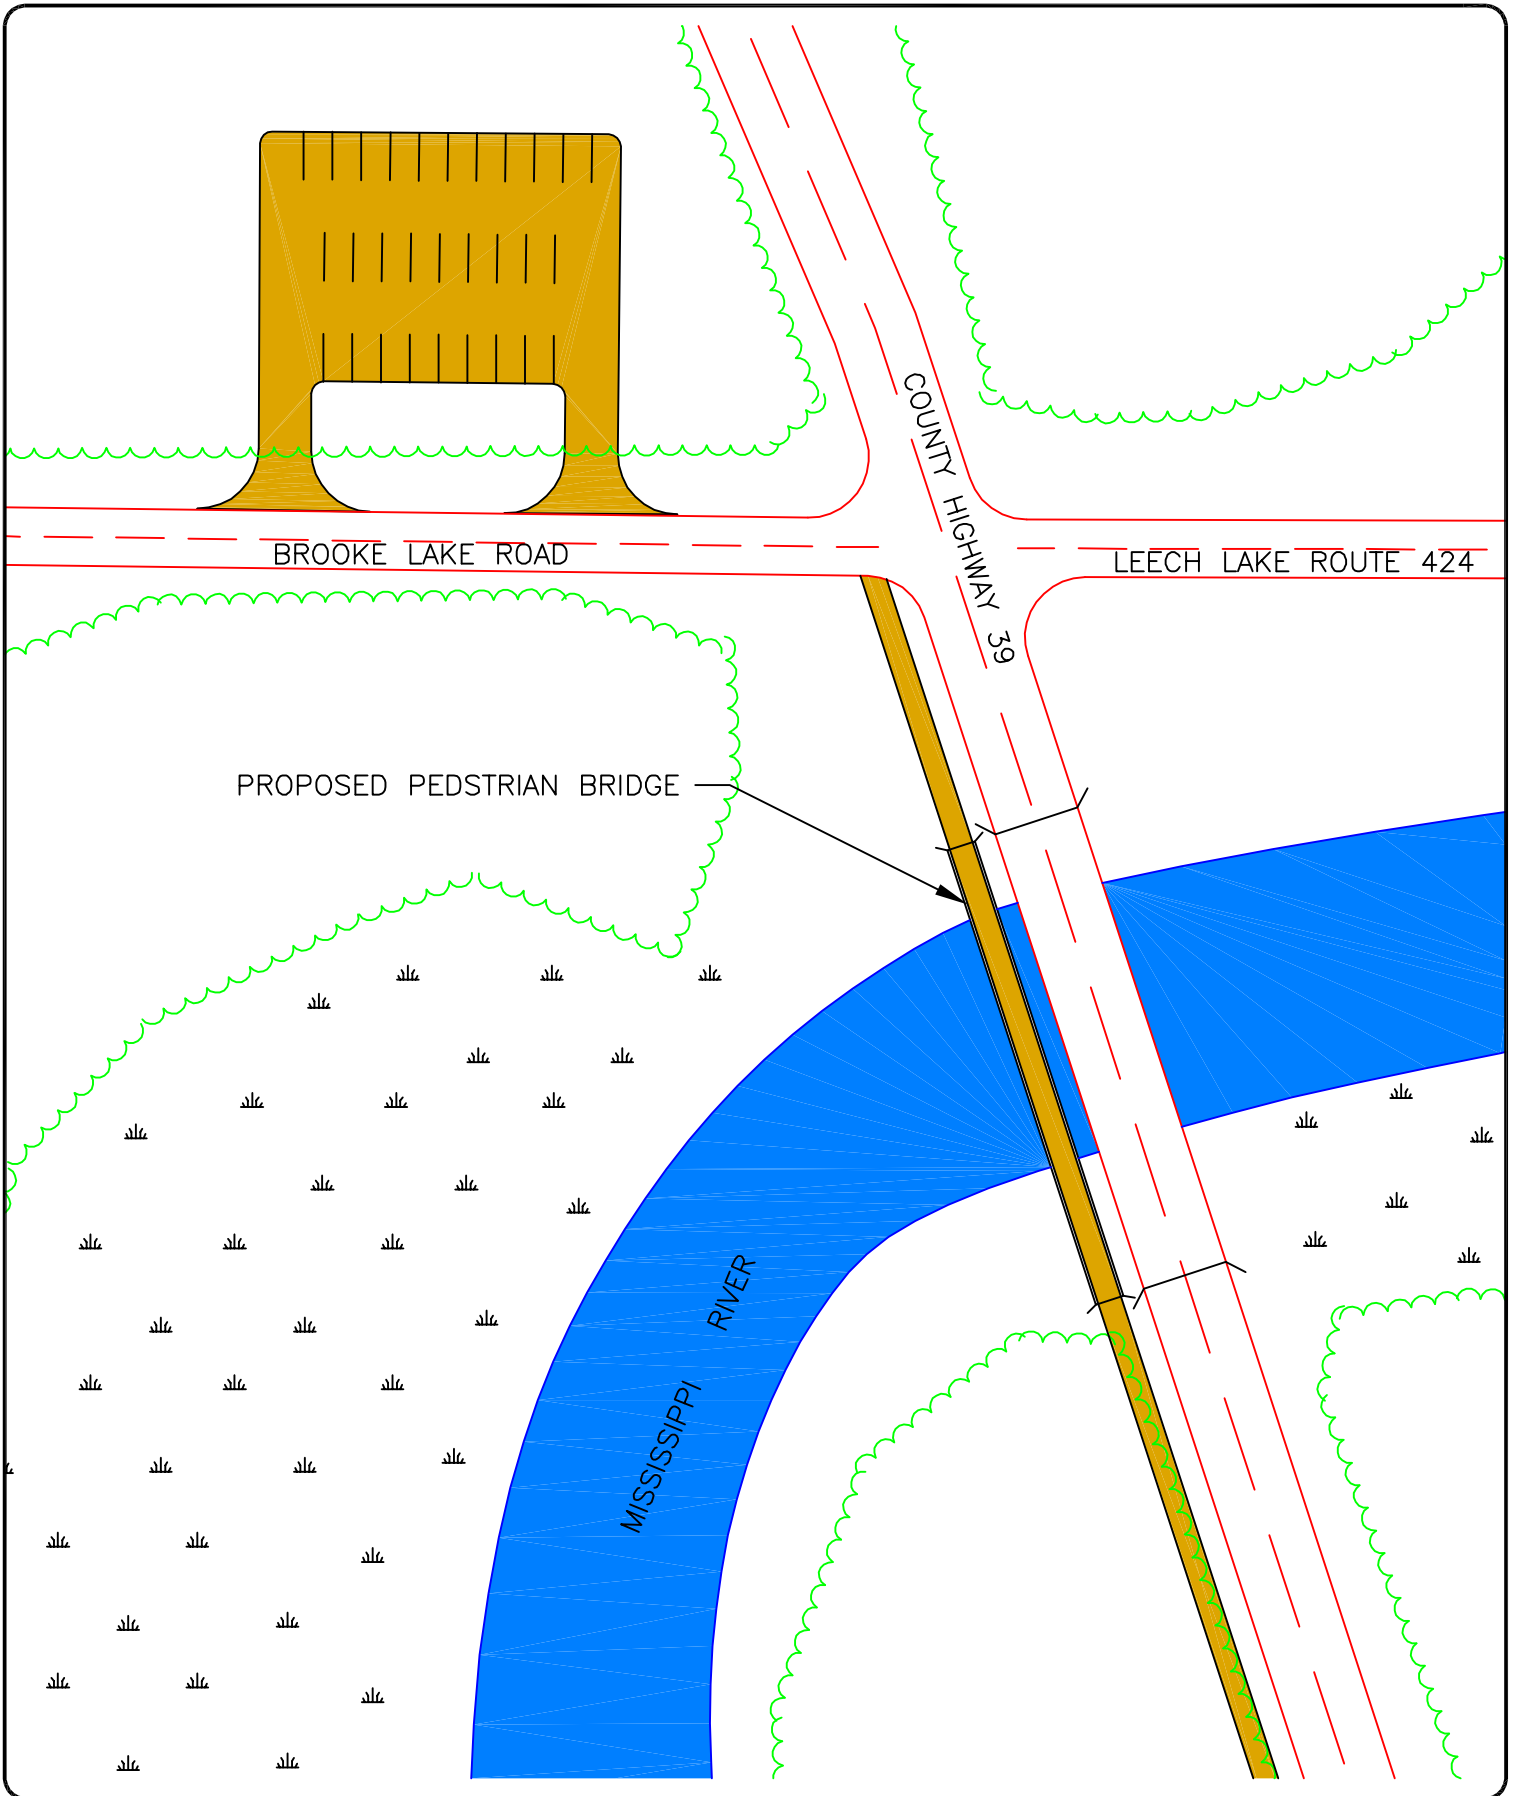 COUNTY HIGHWAY 39
BROOKE LAKE ROAD
LEECH LAKE ROUTE 424
PROPOSED PEDSTRIAN BRIDGE
MISSISSIPPI RIVER